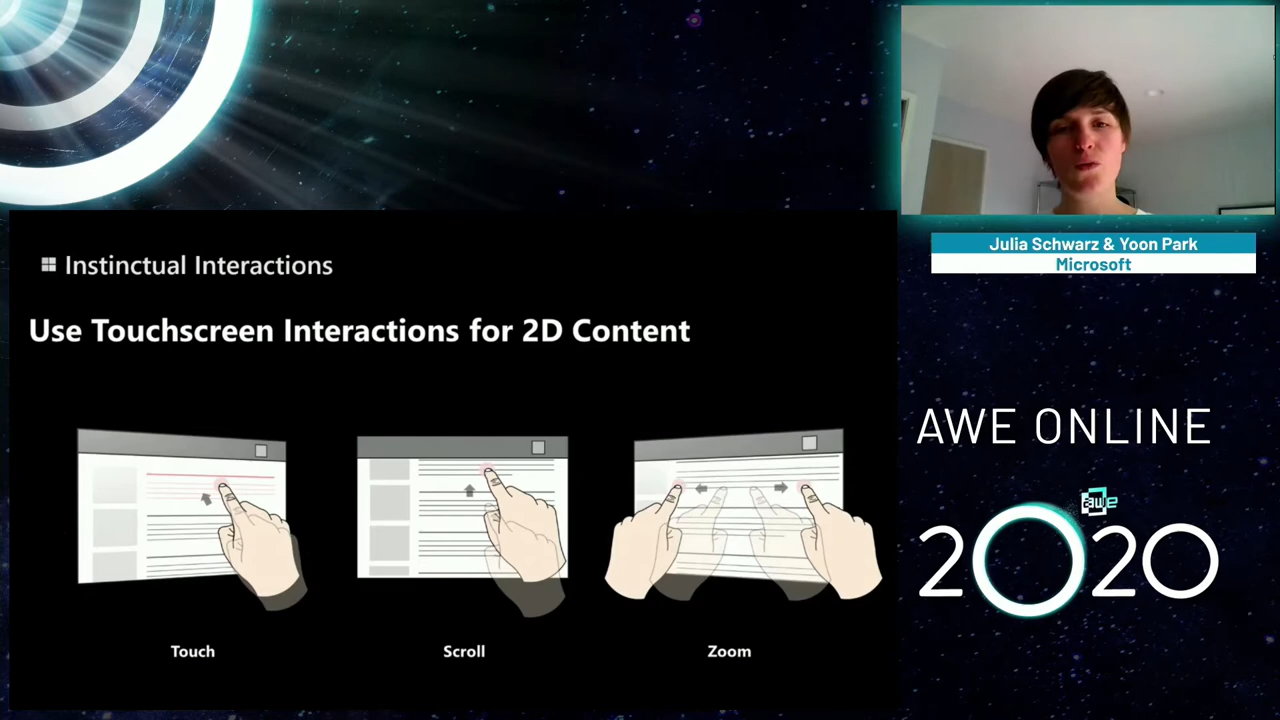 Instinctual Interactions
Use Touchscreen Interactions for 2D Content
Touch
Scroll
Zoom
Julia Schwarz & Yoon Park
Microsoft
AWE ONLINE
awe
2020